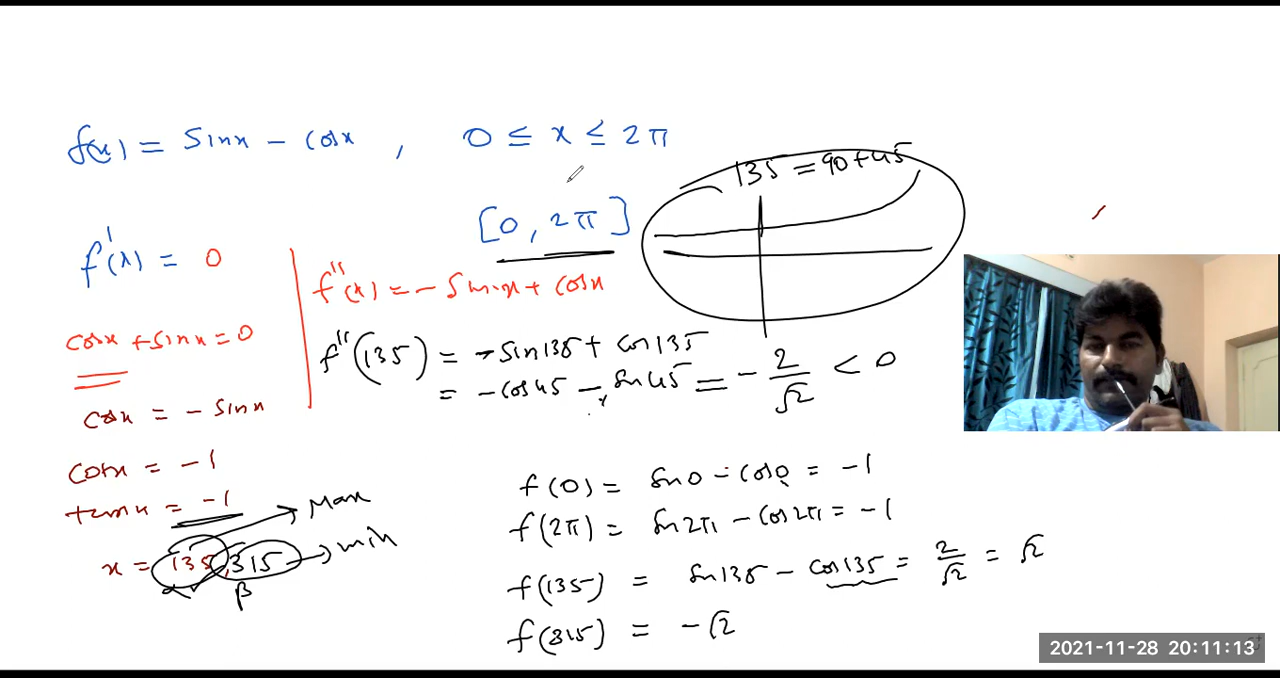 f(x) = Sinx - cosx , 0 ≤ x ≤ 2π
135 = 90+45
[0, 2π]
f'(x) = 0
f''(x) = - Sinx + cosx
cosx + sinx = 0
f''(135) = - Sin135 + cos135
= - cos45 - Sin45 = - 2/√2 < 0
cosx = - sinx
cotx = -1
tanx = -1
Max
x = 135, 315
min
β
f(0) = Sin0 - cos0 = -1
f(2π) = Sin2π - cos2π = -1
f(135) = Sin135 - cos135 = 2/√2 = √2
f(315) = -√2
2021-11-28 20:11:13